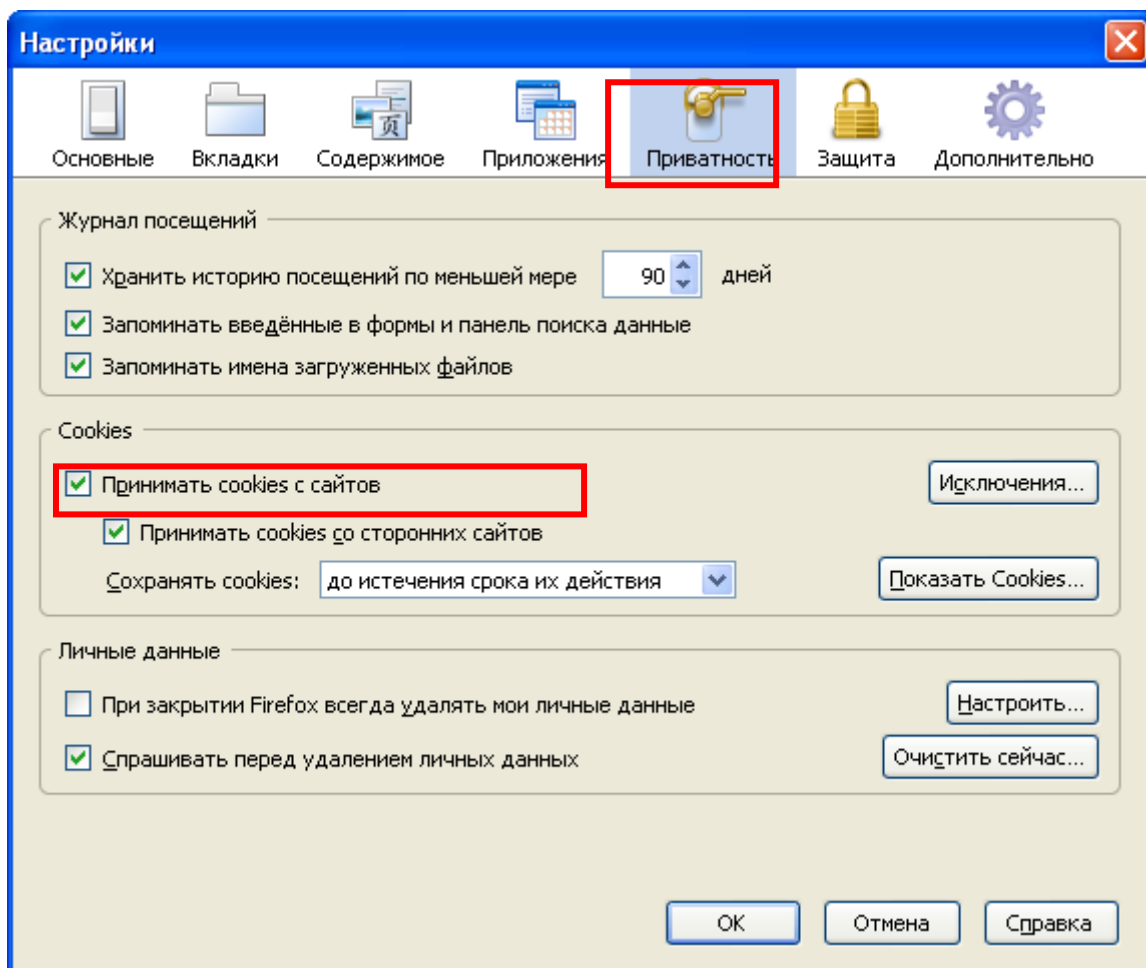 Настройки
Основные Вкладки Содержимое Приложения Приватность Защита Дополнительно
页
Журнал посещений
Хранить историю посещений по меньшей мере 90 дней
Запоминать введённые в формы и панель поиска данные
Запоминать имена загруженных файлов
Cookies
Принимать cookies с сайтов Исключения...
Принимать cookies со сторонних сайтов
Сохранять cookies: до истечения срока их действия Показать Cookies...
Личные данные
При закрытии Firefox всегда удалять мои личные данные Настроить...
Спрашивать перед удалением личных данных Очистить сейчас...
OK Отмена Справка